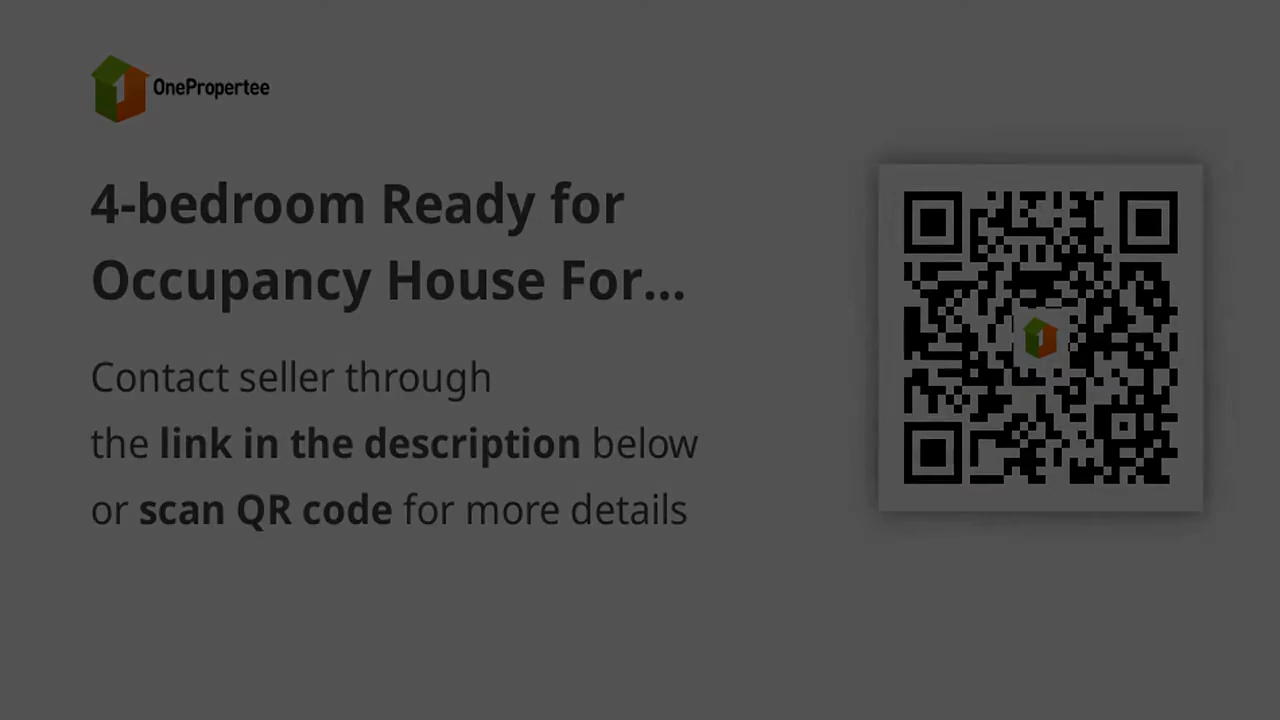 OnePropertee
4-bedroom Ready for
Occupancy House For...
Contact seller through
the link in the description below
or scan QR code for more details